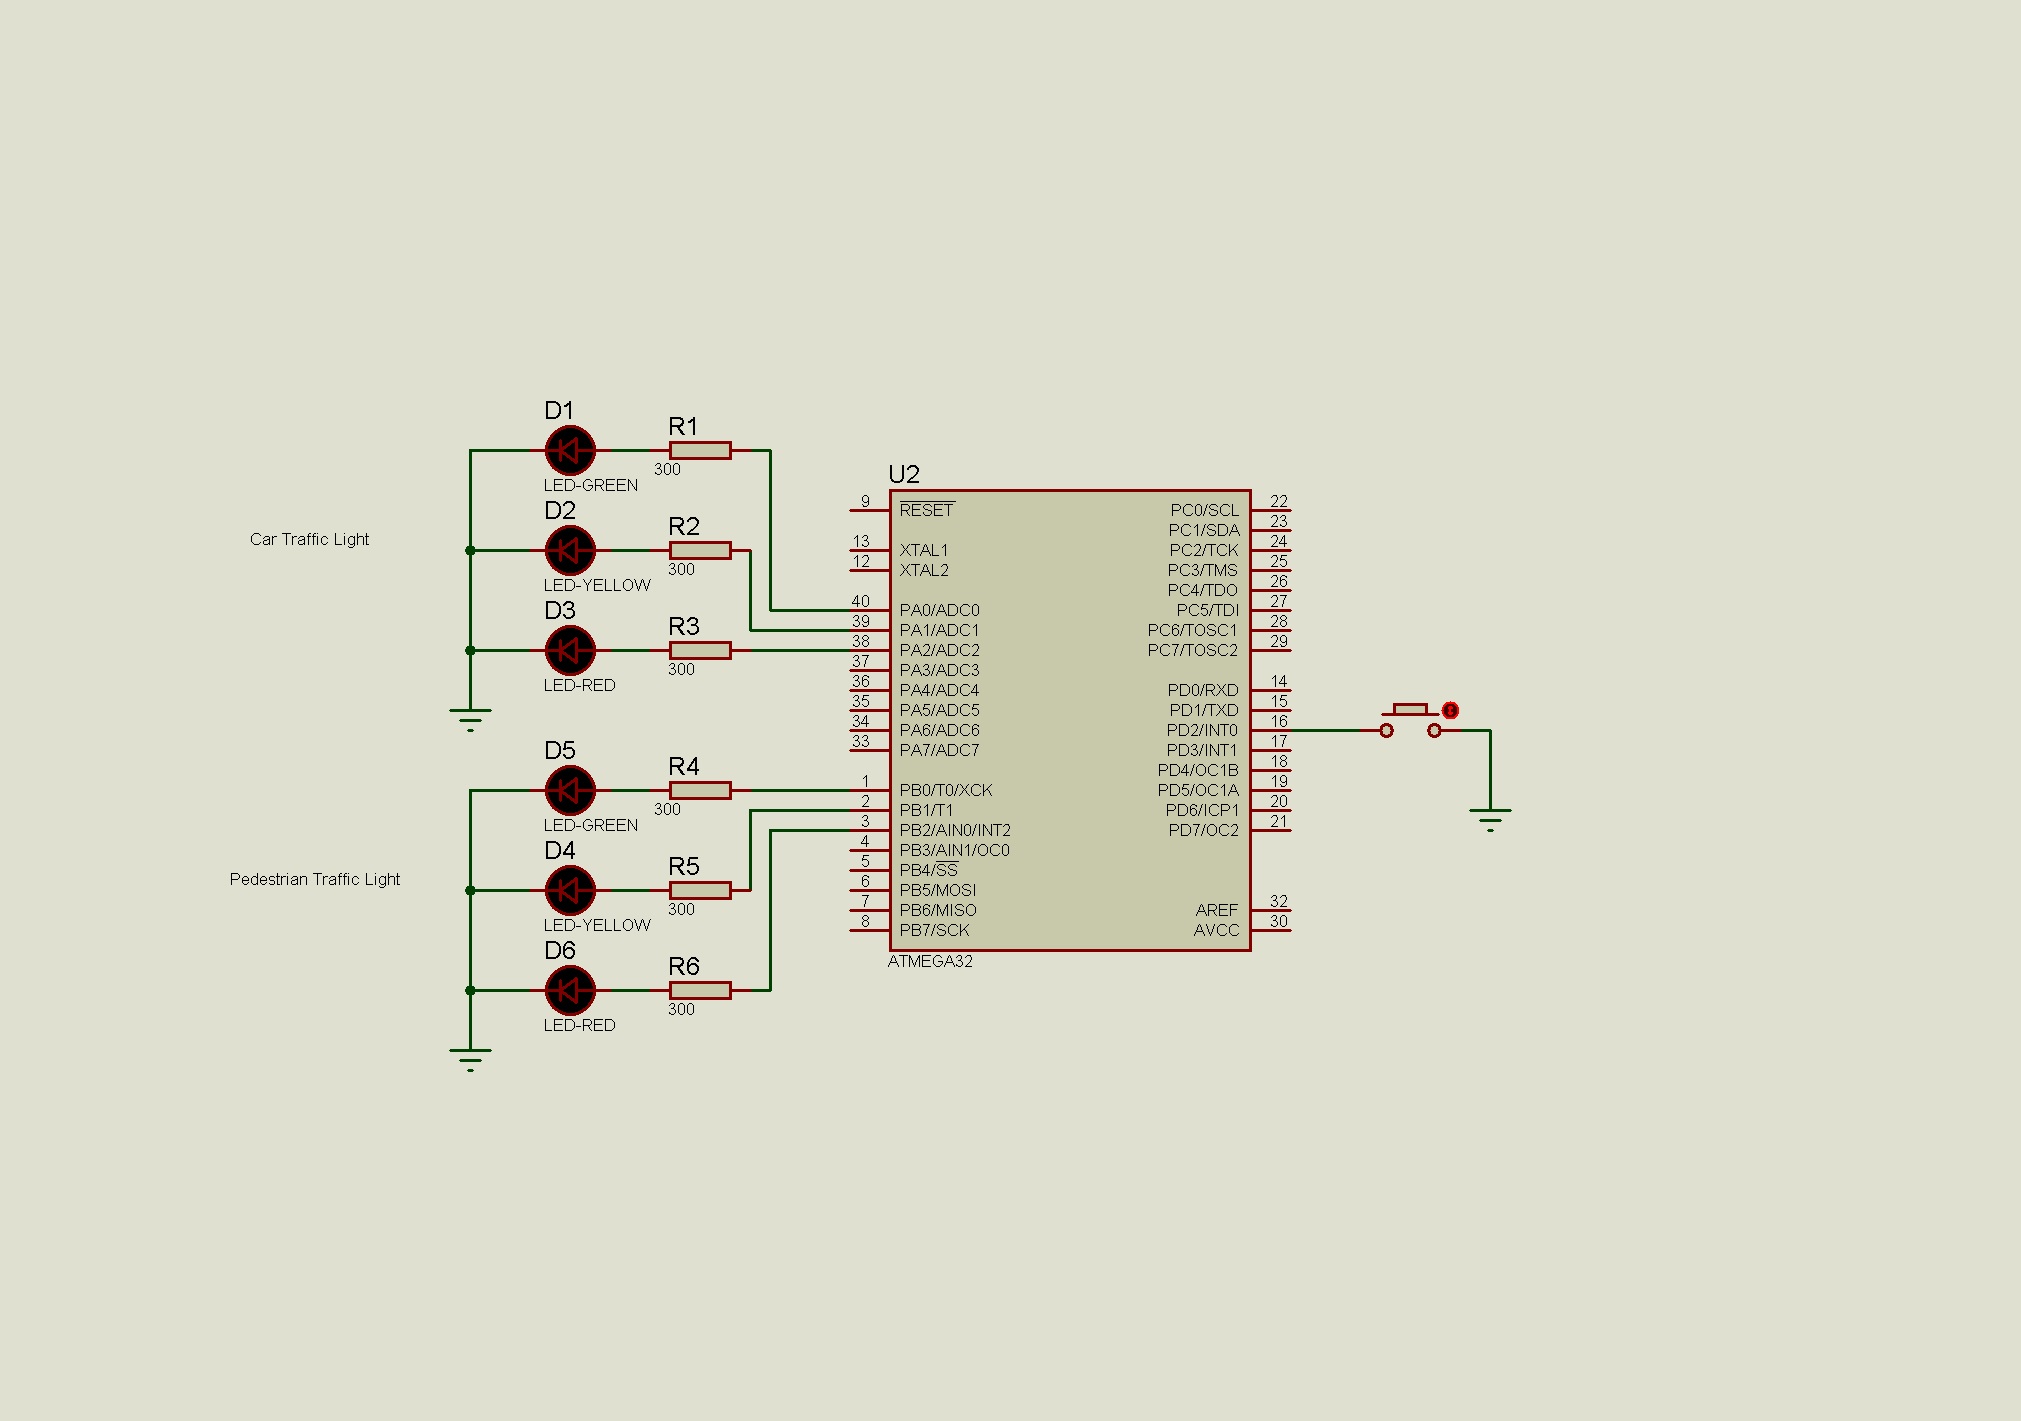 Car Traffic Light
D1
LED-GREEN
R1
300
D2
LED-YELLOW
R2
300
D3
LED-RED
R3
300
Pedestrian Traffic Light
D5
LED-GREEN
R4
300
D4
LED-YELLOW
R5
300
D6
LED-RED
R6
300
U2
9 RESET
13 XTAL1
12 XTAL2
40 PA0/ADC0
39 PA1/ADC1
38 PA2/ADC2
37 PA3/ADC3
36 PA4/ADC4
35 PA5/ADC5
34 PA6/ADC6
33 PA7/ADC7
1 PB0/T0/XCK
2 PB1/T1
3 PB2/AIN0/INT2
4 PB3/AIN1/OC0
5 PB4/SS
6 PB5/MOSI
7 PB6/MISO
8 PB7/SCK
PC0/SCL 22
PC1/SDA 23
PC2/TCK 24
PC3/TMS 25
PC4/TDO 26
PC5/TDI 27
PC6/TOSC1 28
PC7/TOSC2 29
PD0/RXD 14
PD1/TXD 15
PD2/INT0 16
PD3/INT1 17
PD4/OC1B 18
PD5/OC1A 19
PD6/ICP1 20
PD7/OC2 21
AREF 32
AVCC 30
ATMEGA32